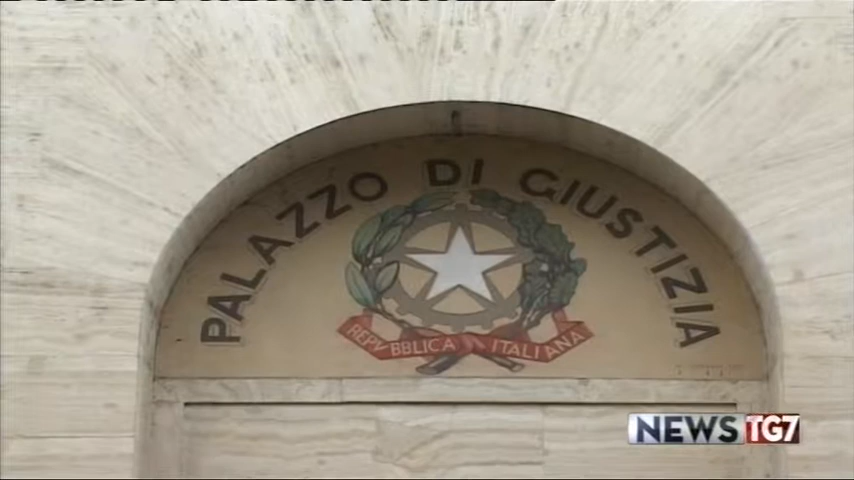 PALAZZO DI GIUSTIZIA
REPVBBLICA ITALIANA
NEWS TG7